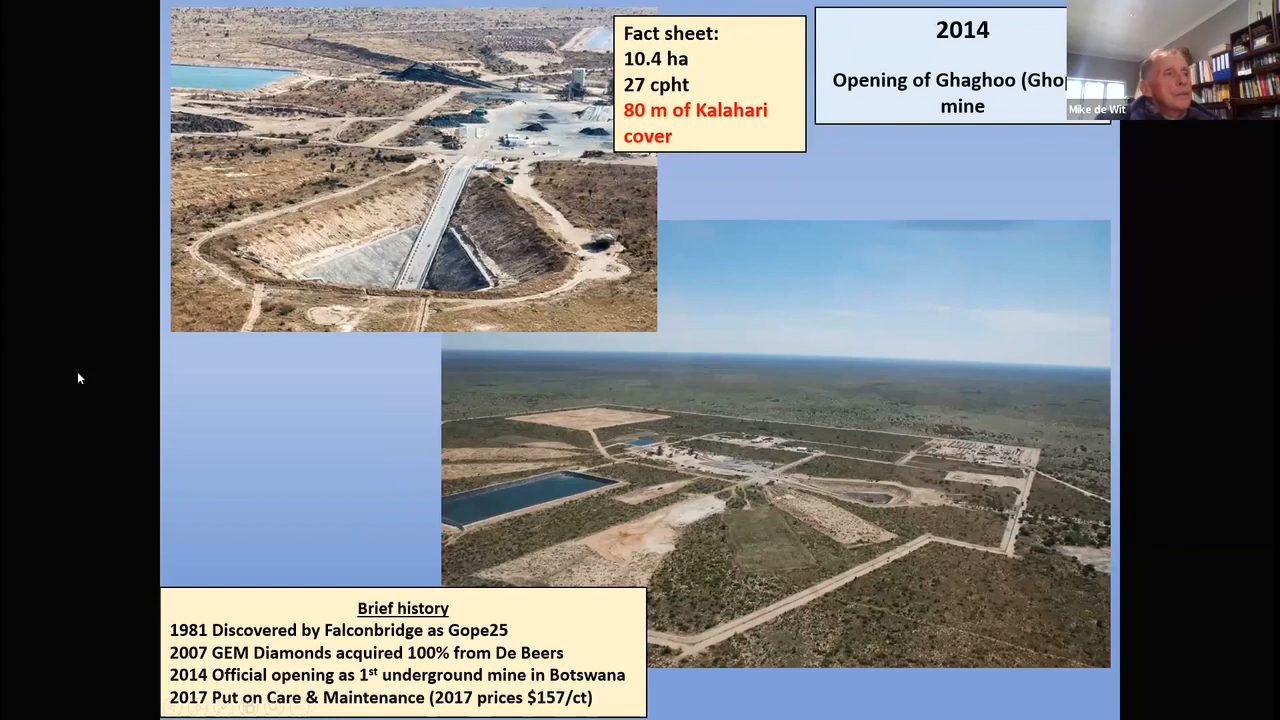 Fact sheet:
10.4 ha
27 cpht
80 m of Kalahari
cover
2014
Opening of Ghaghoo
mine
Mike de Wit
Brief history
1981 Discovered by Falconbridge as Gope25
2007 GEM Diamonds acquired 100% from De Beers
2014 Official opening as 1st underground mine in Botswana
2017 Put on Care & Maintenance (2017 prices $157/ct)